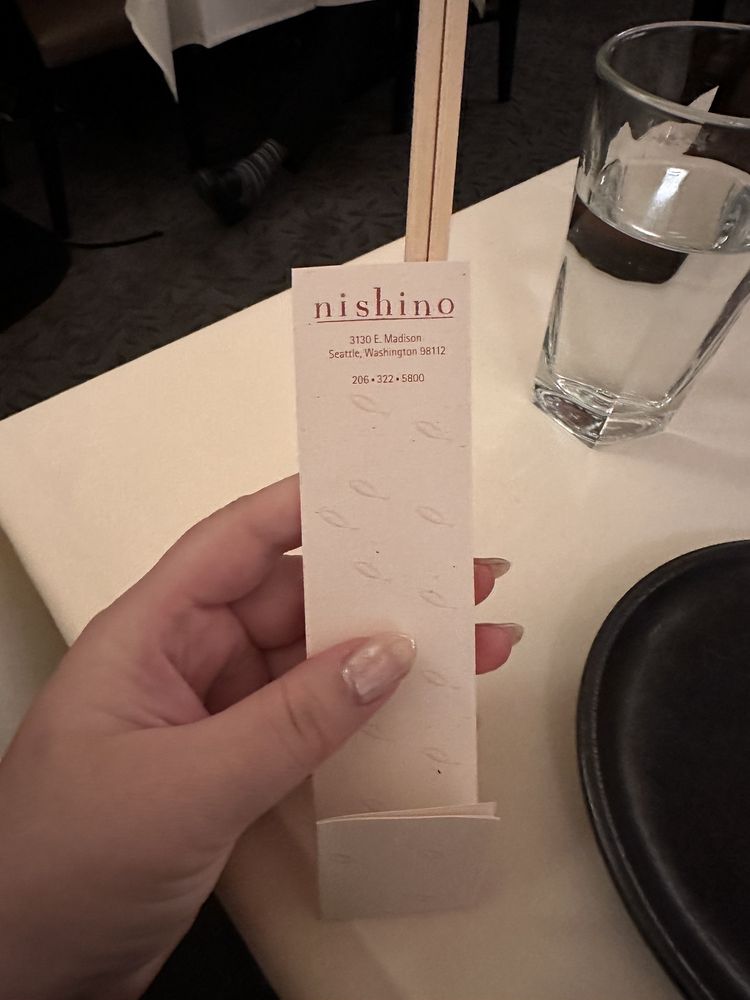 nishino
3130 E. Madison
Seattle, Washington 98112
206 • 322 • 5800